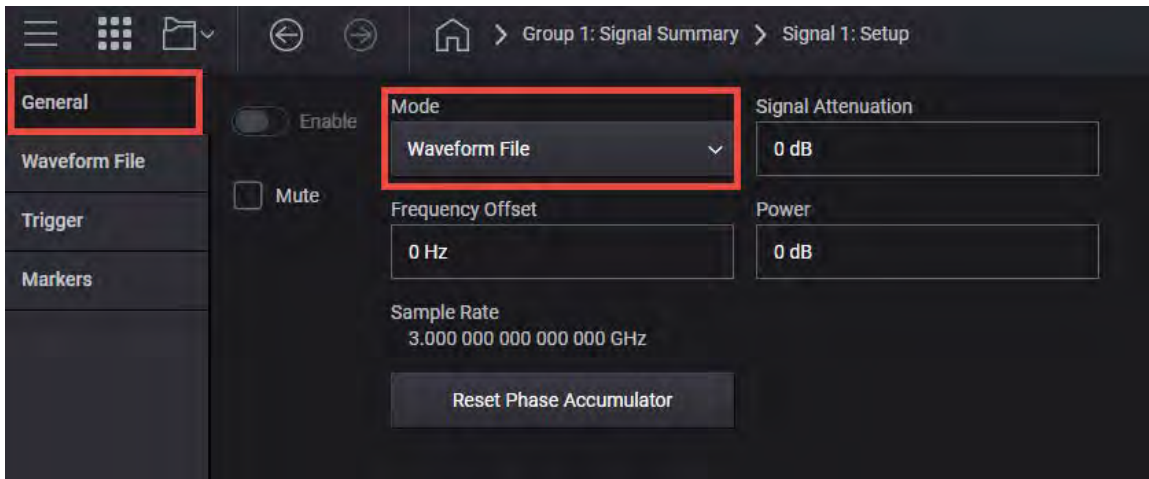 Group 1: Signal Summary
Signal 1: Setup
General
Waveform File
Trigger
Markers
Enable
Mute
Mode
Waveform File
Signal Attenuation
0 dB
Frequency Offset
0 Hz
Power
0 dB
Sample Rate
3.000 000 000 000 000 GHz
Reset Phase Accumulator